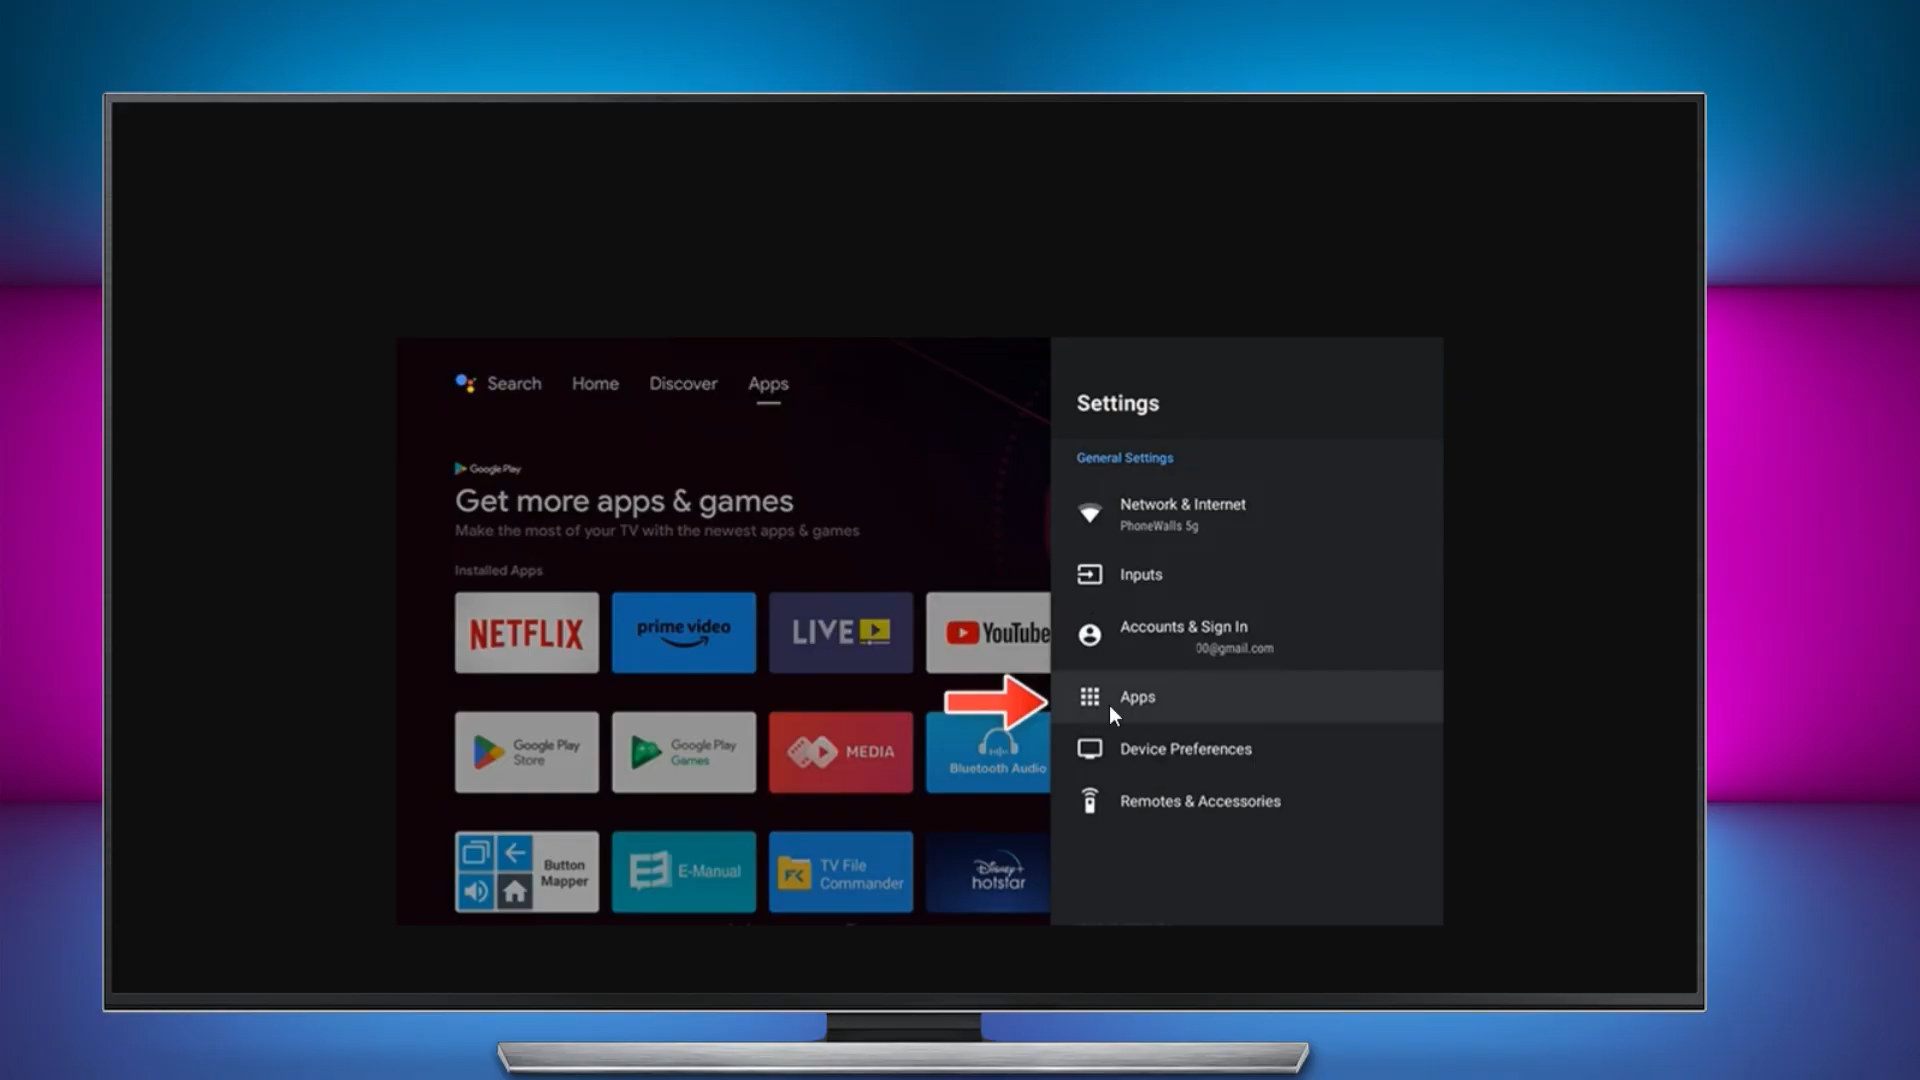 Search Home Discover Apps
Google Play
Get more apps & games
Make the most of your TV with the newest apps & games
Installed Apps
NETFLIX
prime video
LIVE
YouTube
Google Play
Store
Google Play
Games
MEDIA
Bluetooth Audio
Button
Mapper
E-Manual
FC
TV File
Commander
Disney+
hotstar
Settings
General Settings
Network & Internet
PhoneWalls 5g
Inputs
Accounts & Sign In
00@gmail.com
Apps
Device Preferences
Remotes & Accessories